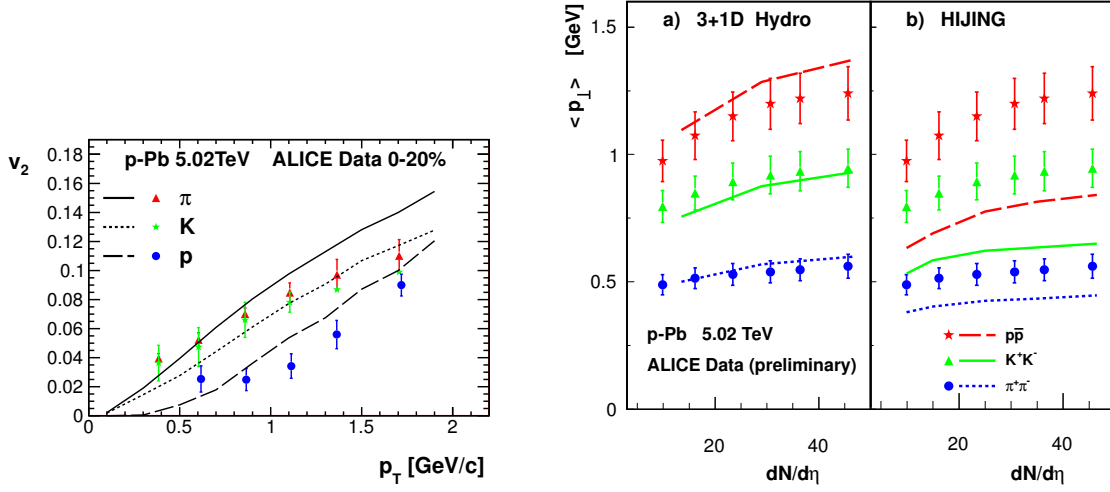 v2
p-Pb 5.02TeV ALICE Data 0-20%
π
K
p
0.18
0.16
0.14
0.12
0.1
0.08
0.06
0.04
0.02
0
0 0.5 1 1.5 2
pT [GeV/c]
< p⊥ > [GeV]
a) 3+1D Hydro
b) HIJING
1.5
1
0.5
0
p-Pb 5.02 TeV
ALICE Data (preliminary)
pp̅
K+K-
π+π-
20 40
20 40
dN/dη
dN/dη